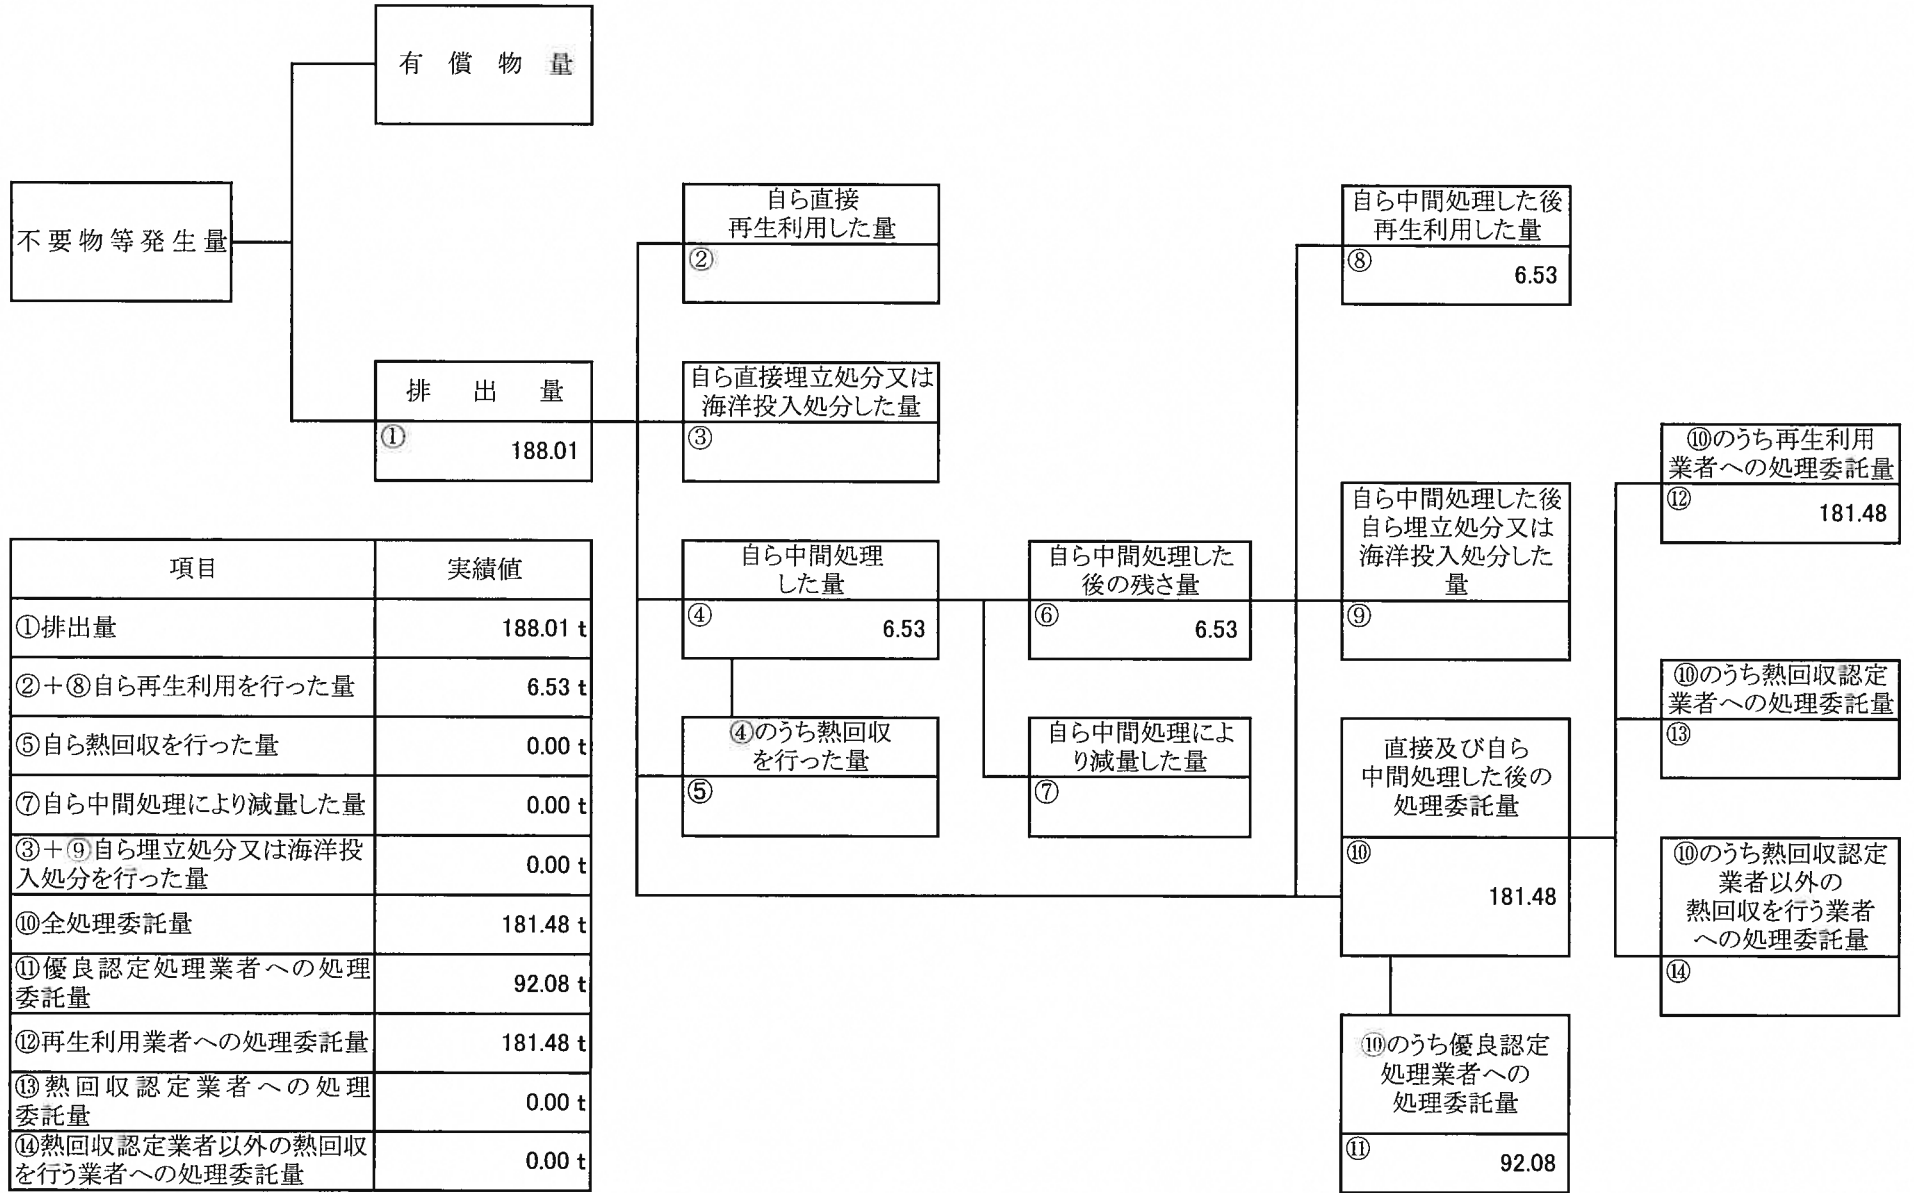 有償物量
不要物等発生量
排出量
①
188.01
自ら直接
再生利用した量
②
自ら直接埋立処分又は
海洋投入処分した量
③
自ら中間処理
した量
④
6.53
④のうち熱回収
を行った量
⑤
自ら中間処理した
後の残さ量
⑥
6.53
自ら中間処理によ
り減量した量
⑦
自ら中間処理した後
再生利用した量
⑧
6.53
自ら中間処理した後
自ら埋立処分又は
海洋投入処分した
量
⑨
直接及び自ら
中間処理した後の
処理委託量
⑩
181.48
⑩のうち優良認定
処理業者への
処理委託量
⑪
92.08
⑩のうち再生利用
業者への処理委託量
⑫
181.48
⑩のうち熱回収認定
業者への処理委託量
⑬
⑩のうち熱回収認定
業者以外の
熱回収を行う業者
への処理委託量
⑭
項目 実績値
①排出量 188.01 t
②+⑧自ら再生利用を行った量 6.53 t
⑤自ら熱回収を行った量 0.00 t
⑦自ら中間処理により減量した量 0.00 t
③+⑨自ら埋立処分又は海洋投
入処分を行った量 0.00 t
⑩全処理委託量 181.48 t
⑪優良認定処理業者への処理
委託量 92.08 t
⑫再生利用業者への処理委託量 181.48 t
⑬熱回収認定業者への処理
委託量 0.00 t
⑭熱回収認定業者以外の熱回収
を行う業者への処理委託量 0.00 t